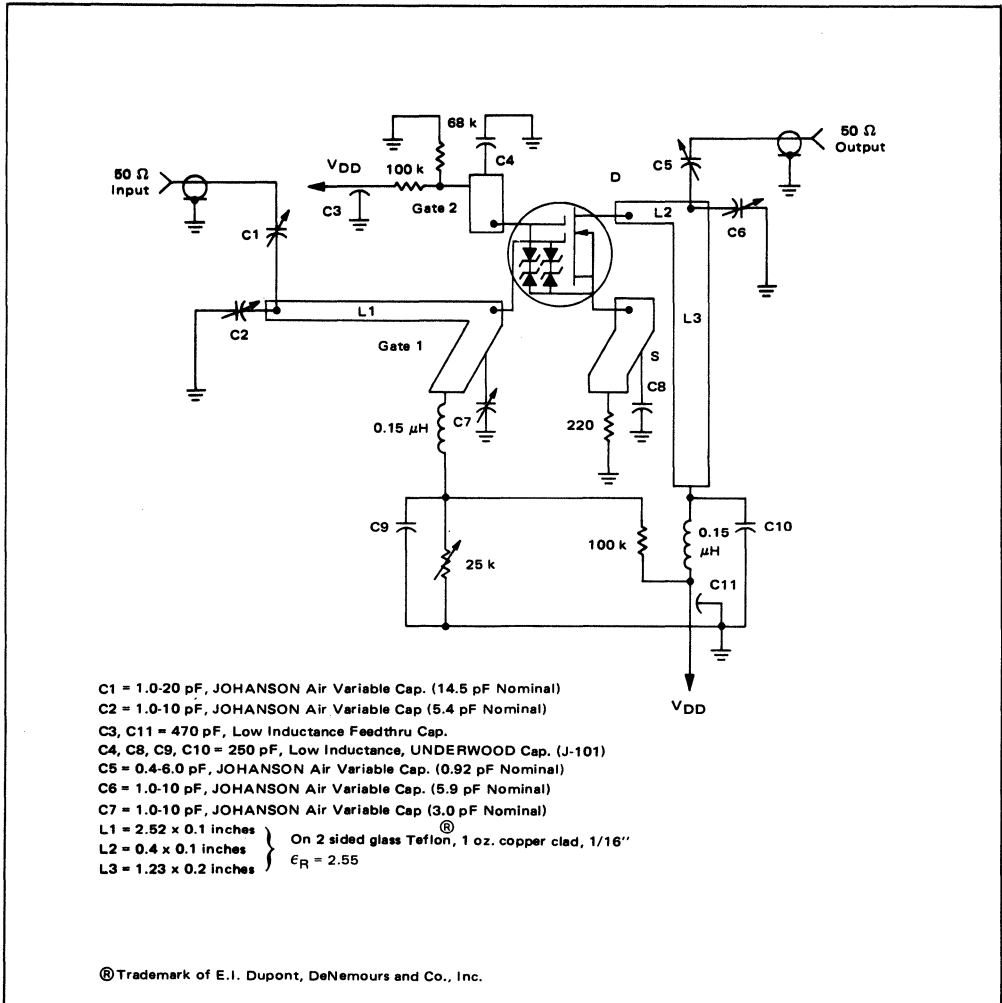 68 k
50 Ω
Input
VDD
100 k
C4
C3
Gate 2
D
50 Ω
Output
C5
L2
C6
C1
C2
L1
Gate 1
L3
S
C7
C8
0.15 μH
220
C9
25 k
100 k
0.15
μH
C10
C11
VDD
C1 = 1.0-20 pF, JOHANSON Air Variable Cap. (14.5 pF Nominal)
C2 = 1.0-10 pF, JOHANSON Air Variable Cap (5.4 pF Nominal)
C3, C11 = 470 pF, Low Inductance Feedthru Cap.
C4, C8, C9, C10 = 250 pF, Low Inductance, UNDERWOOD Cap. (J-101)
C5 = 0.4-6.0 pF, JOHANSON Air Variable Cap. (0.92 pF Nominal)
C6 = 1.0-10 pF, JOHANSON Air Variable Cap. (5.9 pF Nominal)
C7 = 1.0-10 pF, JOHANSON Air Variable Cap (3.0 pF Nominal)
L1 = 2.52 x 0.1 inches
L2 = 0.4 x 0.1 inches
L3 = 1.23 x 0.2 inches
On 2 sided glass Teflon®, 1 oz. copper clad, 1/16''
εR = 2.55
®Trademark of E.I. Dupont, DeNemours and Co., Inc.